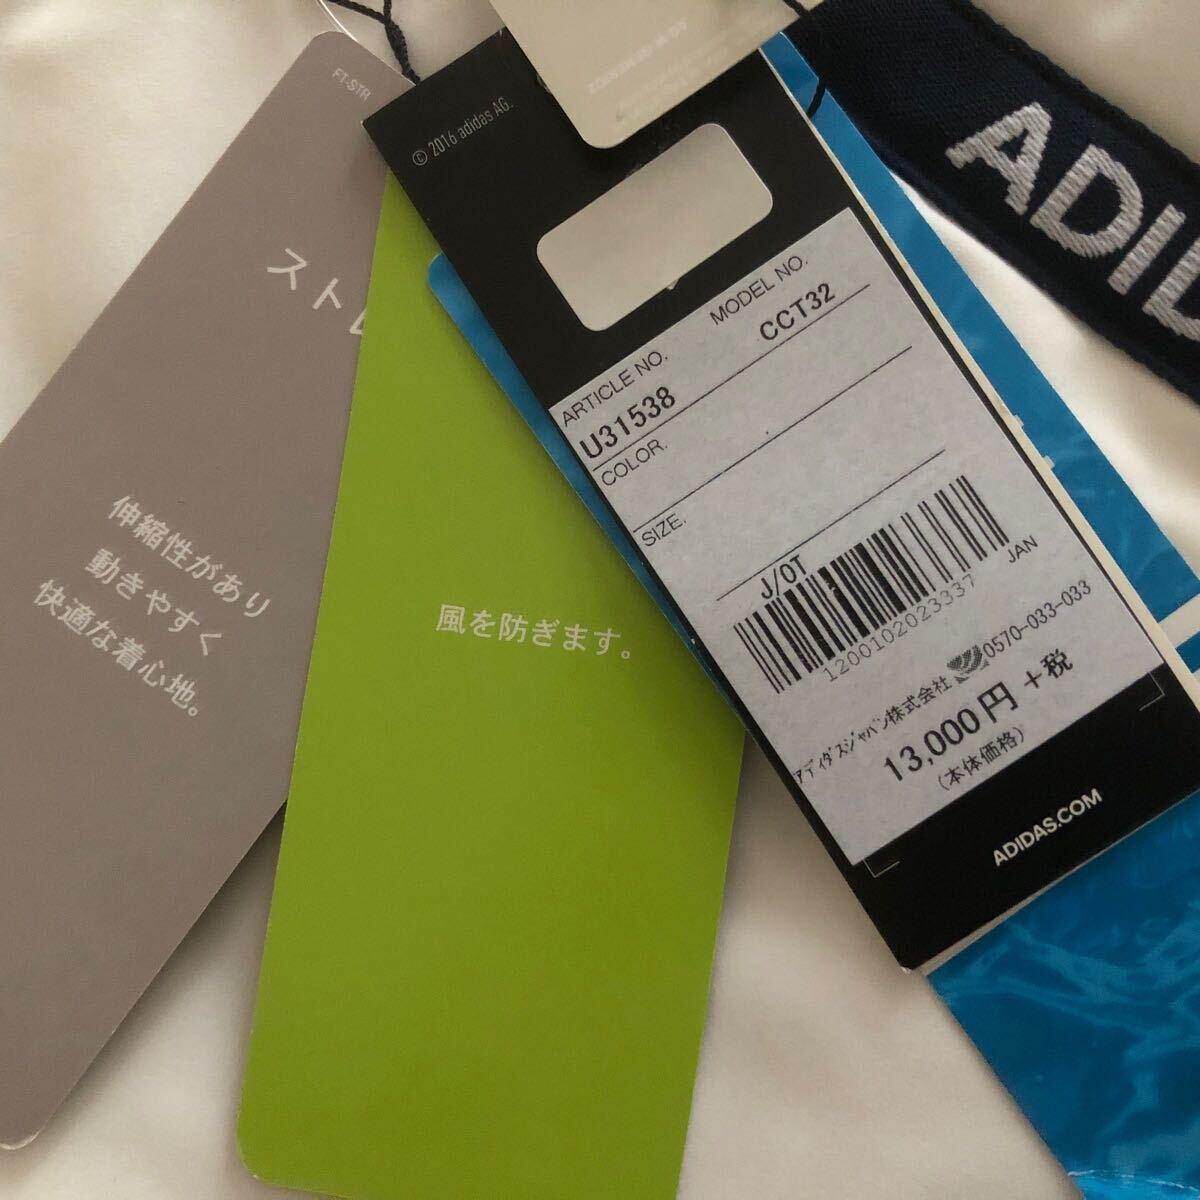 FT-STR
ストレ
伸縮性があり
動きやすく
快適な着心地。
風を防ぎます。
© 2016 adidas AG.
ARTICLE NO.
MODEL NO.
U31538
CCT32
COLOR.
SIZE.
J/OT
1200102023337
JAN
アディダスジャパン株式会社
0570-033-033
13,000円 +税
(本体価格)
ADIDAS.COM
ADID